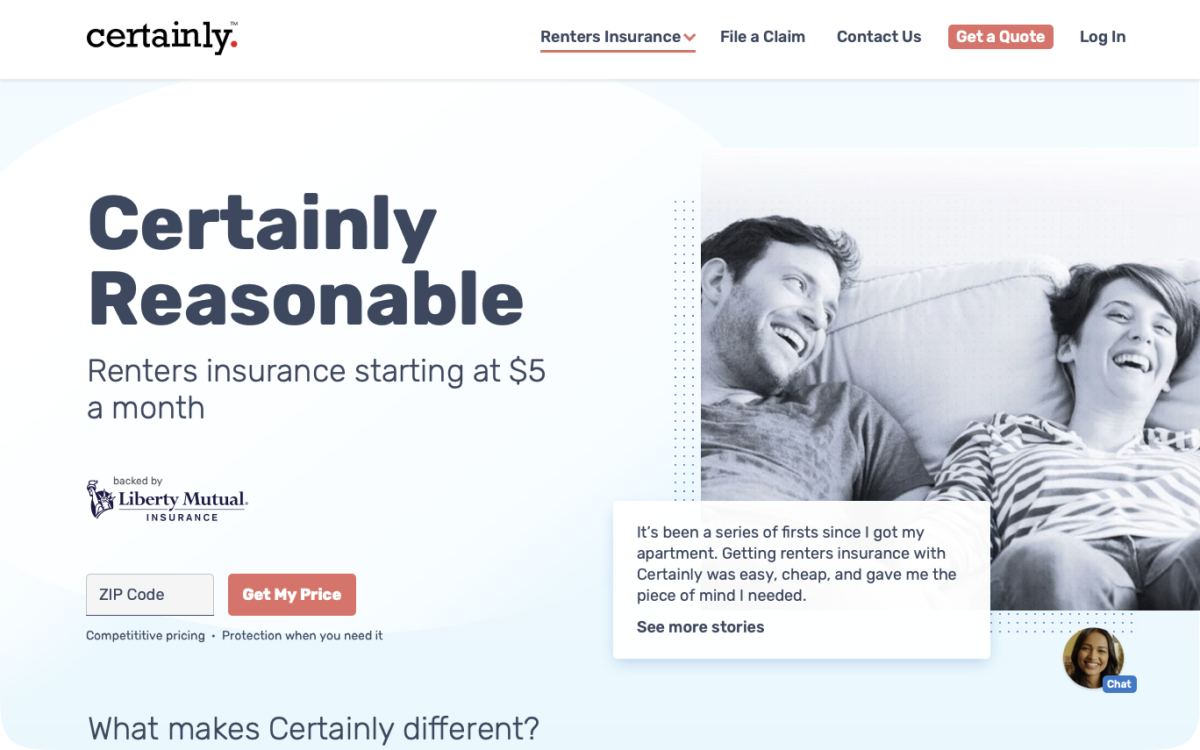 certainly.™
Renters Insurance
File a Claim
Contact Us
Get a Quote
Log In
Certainly
Reasonable
Renters insurance starting at $5
a month
backed by
Liberty Mutual®
INSURANCE
ZIP Code
Get My Price
Competitive pricing • Protection when you need it
It’s been a series of firsts since I got my
apartment. Getting renters insurance with
Certainly was easy, cheap, and gave me the
piece of mind I needed.
See more stories
Chat
What makes Certainly different?